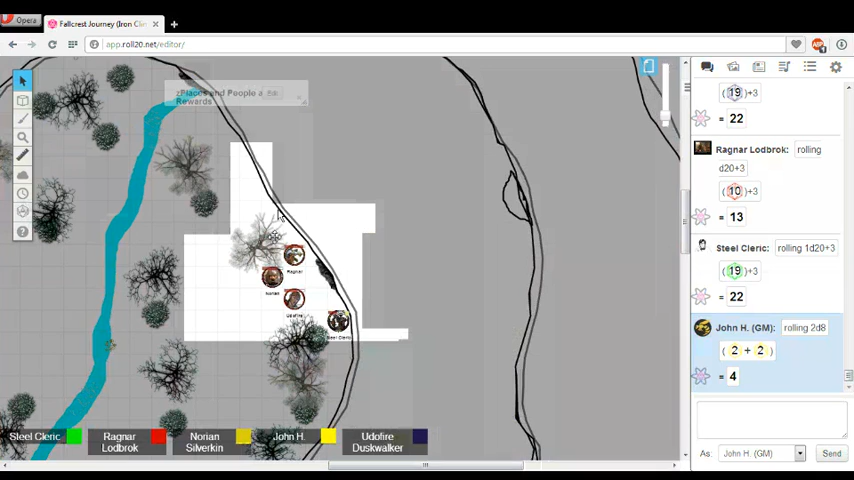 Opera
Fallcrest Journey (Iron Cl
app.roll20.net/editor/
zPlaces and People a
Rewards
Edit
Ragnar
Norian
Udofire
Steel Cleric
(19)+3
= 22
Ragnar Lodbrok: rolling
d20+3
(10)+3
= 13
Steel Cleric: rolling 1d20+3
(19)+3
= 22
John H. (GM): rolling 2d8
(2 + 2)
= 4
As: John H. (GM)
Send
Steel Cleric
Ragnar
Lodbrok
Norian
Silverkin
John H.
Udofire
Duskwalker